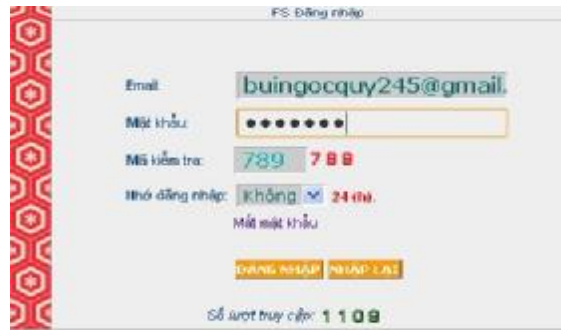 FS Đăng nhập
Email: buingocquy245@gmail.
Mật khẩu: •••••••
Mã kiểm tra: 789 789
Nhớ đăng nhập: Không 24 giờ.
Mất mật khẩu
ĐĂNG NHẬP NHẬP LẠI
Số lượt truy cập: 1109